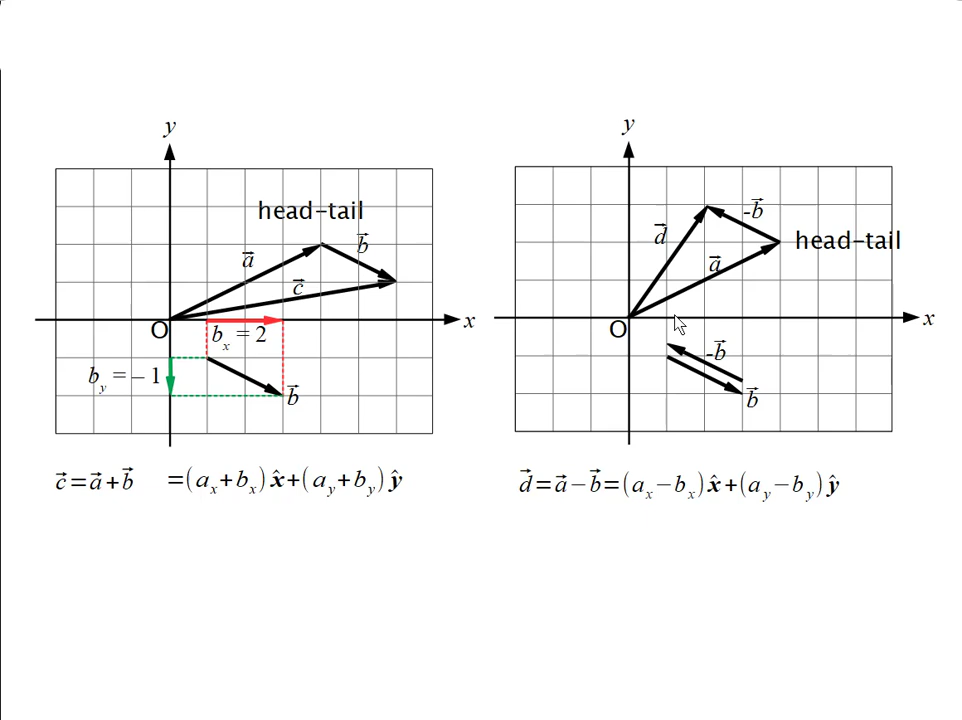 y
head-tail
a⃗
b⃗
c⃗
O
x
b_x = 2
b_y = − 1
b⃗
c⃗=a⃗+b⃗ =(a_x+b_x)x̂+(a_y+b_y)ŷ
y
-b⃗
d⃗
head-tail
a⃗
O
x
-b⃗
b⃗
d⃗=a⃗−b⃗=(a_x−b_x)x̂+(a_y−b_y)ŷ